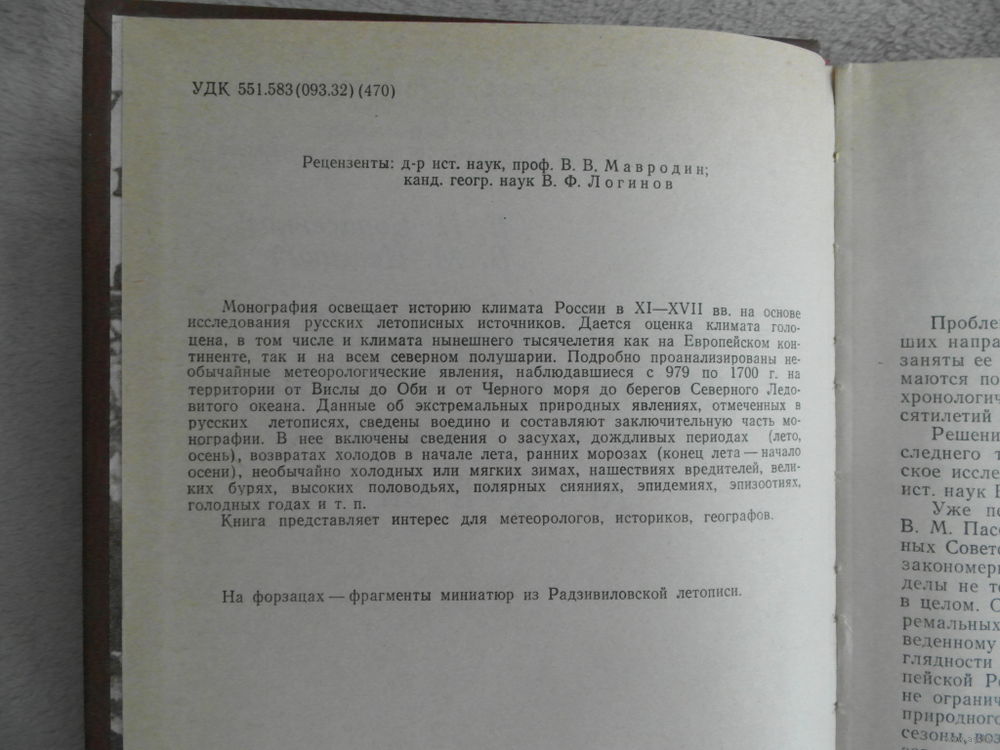 УДК 551.583(093.32)(470)
Рецензенты: д-р ист. наук, проф. В. В. Мавродин;
канд. геогр. наук В. Ф. Логинов
Монография освещает историю климата России в XI—XVII вв. на основе
исследования русских летописных источников. Дается оценка климата голо-
цена, в том числе и климата нынешнего тысячелетия как на Европейском кон-
тиненте, так и на всем северном полушарии. Подробно проанализированы не-
обычайные метеорологические явления, наблюдавшиеся с 979 по 1700 г. на
территории от Вислы до Оби и от Черного моря до берегов Северного Ледо-
витого океана. Данные об экстремальных природных явлениях, отмеченных в
русских летописях, сведены воедино и составляют заключительную часть мо-
нографии. В нее включены сведения о засухах, дождливых периодах (лето,
осень), возвратах холодов в начале лета, ранних морозах (конец лета — начало
осени), необычайно холодных или мягких зимах, нашествиях вредителей, вели-
ких бурях, высоких половодьях, полярных сияниях, эпидемиях, эпизоотиях,
голодных годах и т. п.
Книга представляет интерес для метеорологов, историков, географов.
На форзацах — фрагменты миниатюр из Радзивиловской летописи.
Пробле
ших напра
заняты ее
маются по
хронологич
сятилетий
Решени
следнего т
ское иссле
ист. наук
Уже по
В. М. Пасе
ных Советс
закономер
делы не то
в целом. С
ремальных
веденному
глядности
пейской Р
не огранич
природного
сезоны, воз